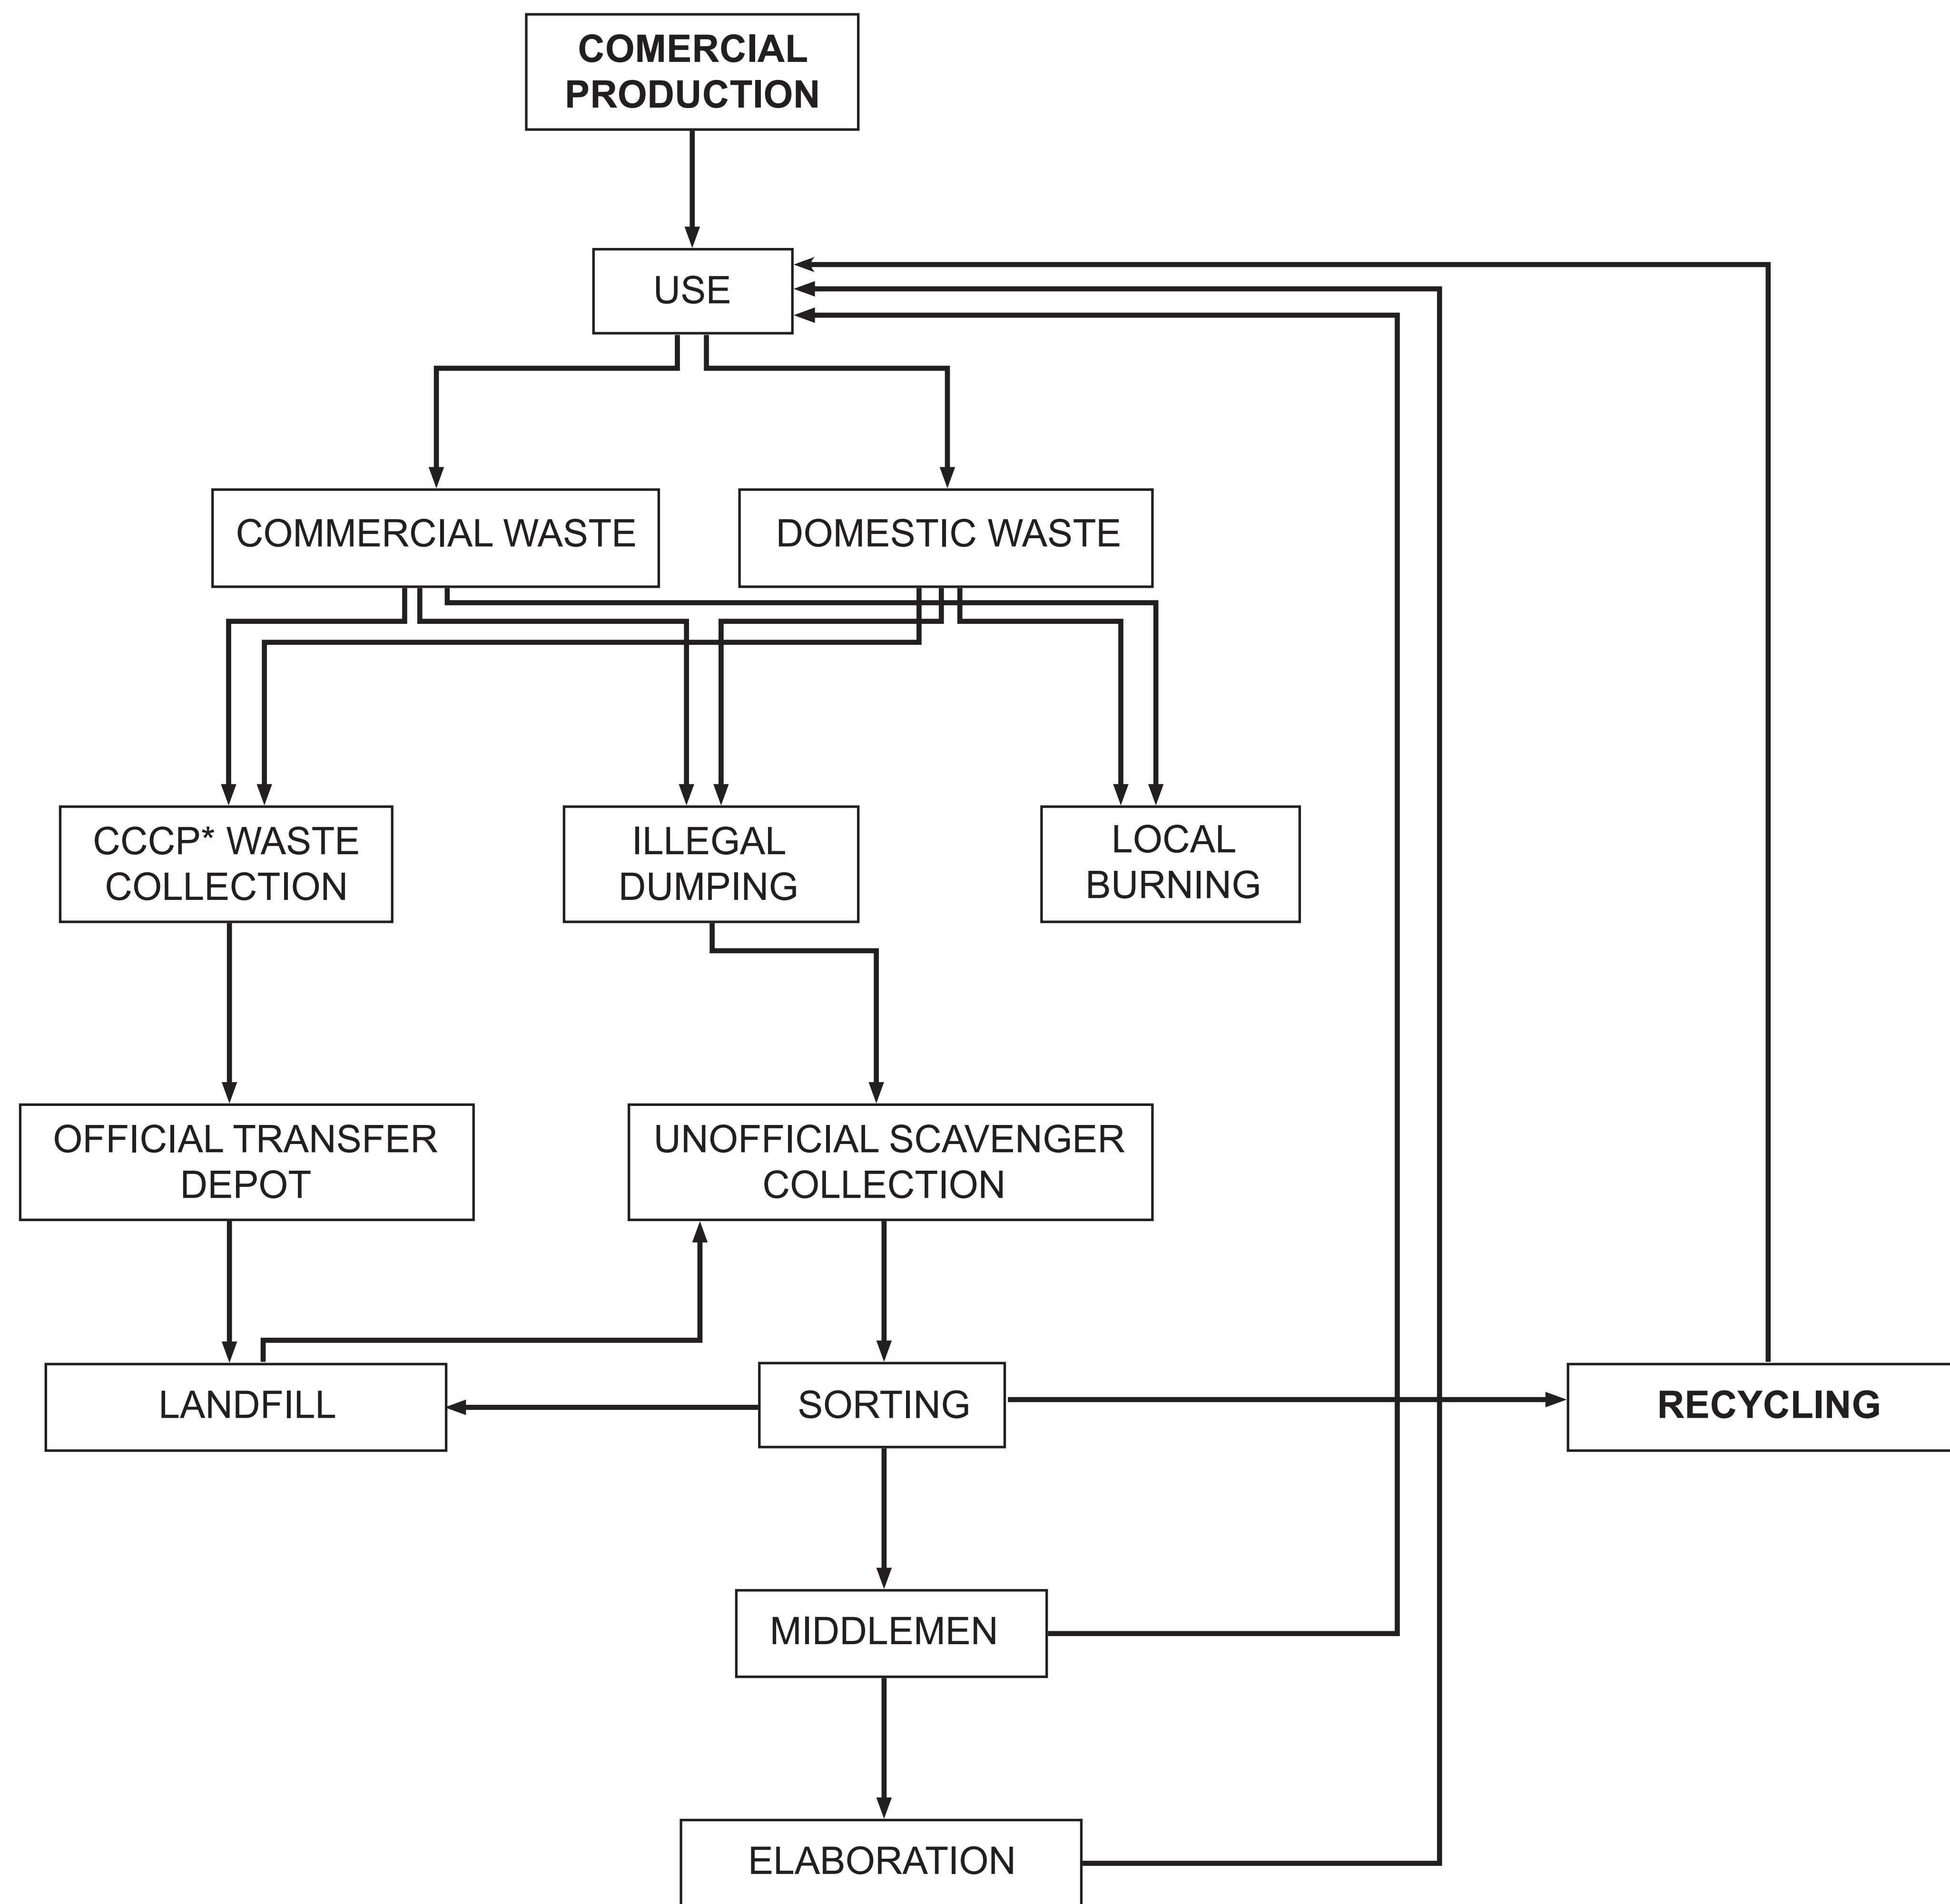 COMERCIAL
PRODUCTION
USE
COMMERCIAL WASTE
DOMESTIC WASTE
CCCP* WASTE
COLLECTION
ILLEGAL
DUMPING
LOCAL
BURNING
OFFICIAL TRANSFER
DEPOT
UNOFFICIAL SCAVENGER
COLLECTION
LANDFILL
SORTING
RECYCLING
MIDDLEMEN
ELABORATION